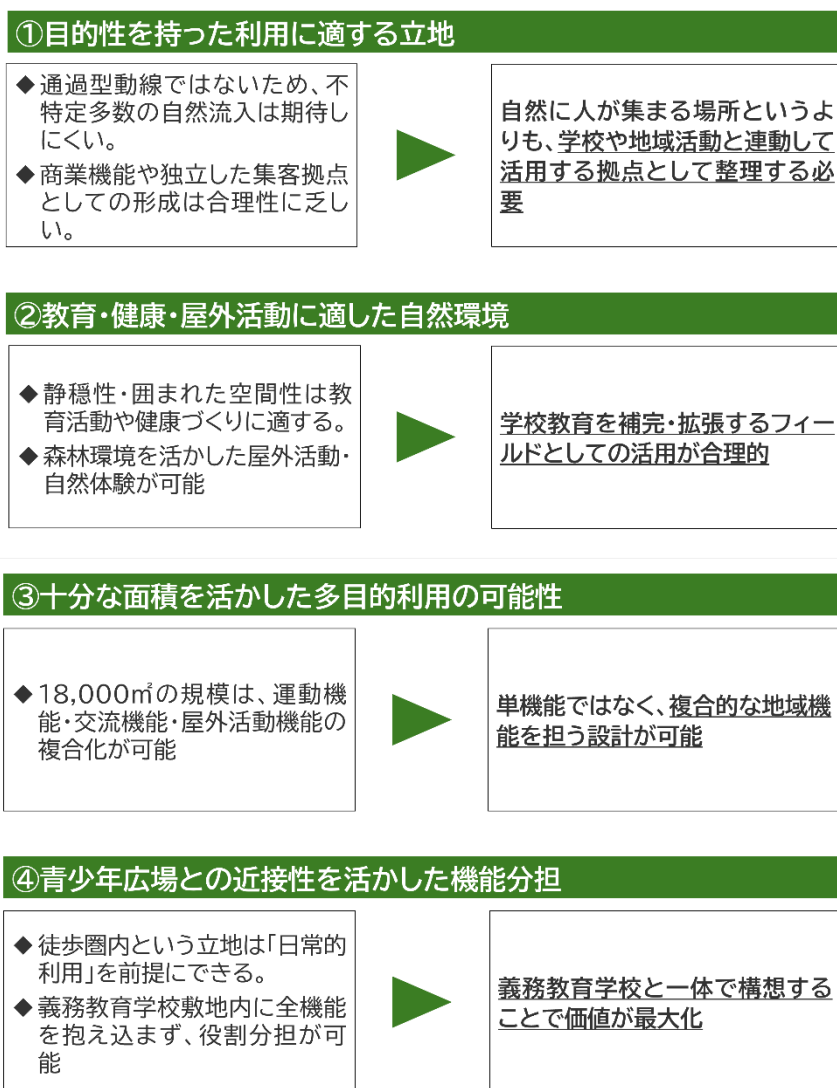 ①目的性を持った利用に適する立地
◆通過型動線ではないため、不
特定多数の自然流入は期待し
にくい。
◆商業機能や独立した集客拠点
としての形成は合理性に乏し
い。
自然に人が集まる場所というよ
りも、学校や地域活動と連動して
活用する拠点として整理する必
要
②教育・健康・屋外活動に適した自然環境
◆静穏性・囲まれた空間性は教
育活動や健康づくりに適する。
◆森林環境を活かした屋外活動・
自然体験が可能
学校教育を補完・拡張するフィー
ルドとしての活用が合理的
③十分な面積を活かした多目的利用の可能性
◆18,000㎡の規模は、運動機
能・交流機能・屋外活動機能の
複合化が可能
単機能ではなく、複合的な地域機
能を担う設計が可能
④青少年広場との近接性を活かした機能分担
◆徒歩圏内という立地は「日常的
利用」を前提にできる。
◆義務教育学校敷地内に全機能
を抱え込まず、役割分担が可
能
義務教育学校と一体で構想する
ことで価値が最大化